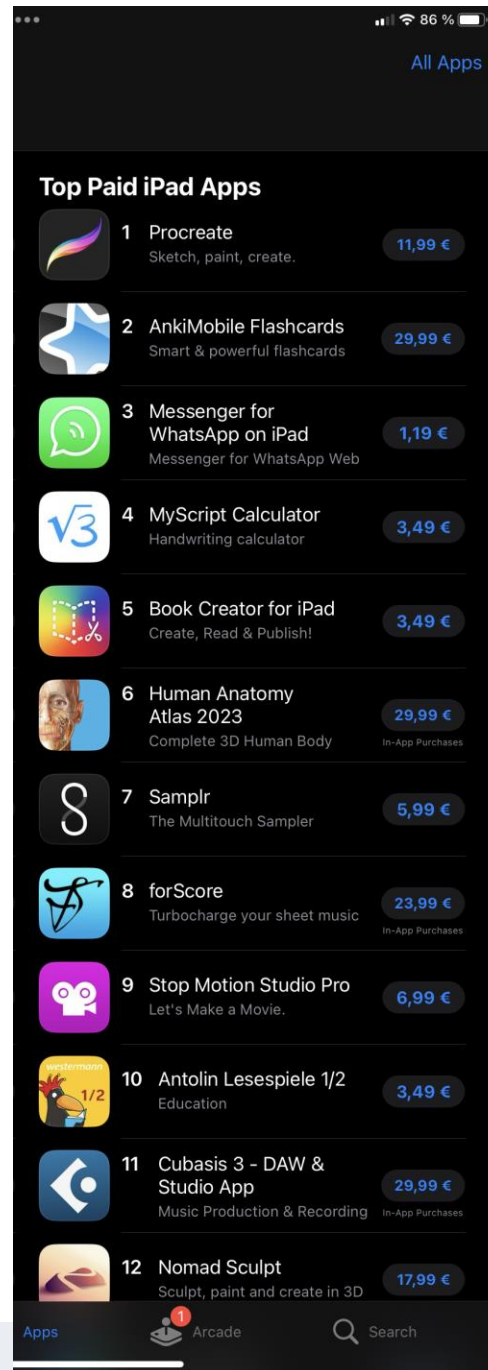 86 %
All Apps
Top Paid iPad Apps
1 Procreate
11,99 €
Sketch, paint, create.
2 AnkiMobile Flashcards
29,99 €
Smart & powerful flashcards
3 Messenger for
WhatsApp on iPad
1,19 €
Messenger for WhatsApp Web
√3
4 MyScript Calculator
3,49 €
Handwriting calculator
5 Book Creator for iPad
3,49 €
Create, Read & Publish!
6 Human Anatomy
Atlas 2023
29,99 €
Complete 3D Human Body
In-App Purchases
7 Samplr
5,99 €
The Multitouch Sampler
8 forScore
23,99 €
Turbocharge your sheet music
In-App Purchases
9 Stop Motion Studio Pro
6,99 €
Let's Make a Movie.
westermann
1/2
10 Antolin Lesespiele 1/2
3,49 €
Education
11 Cubasis 3 - DAW &
Studio App
29,99 €
Music Production & Recording
In-App Purchases
12 Nomad Sculpt
17,99 €
Sculpt, paint and create in 3D
Apps
1
Arcade
Search